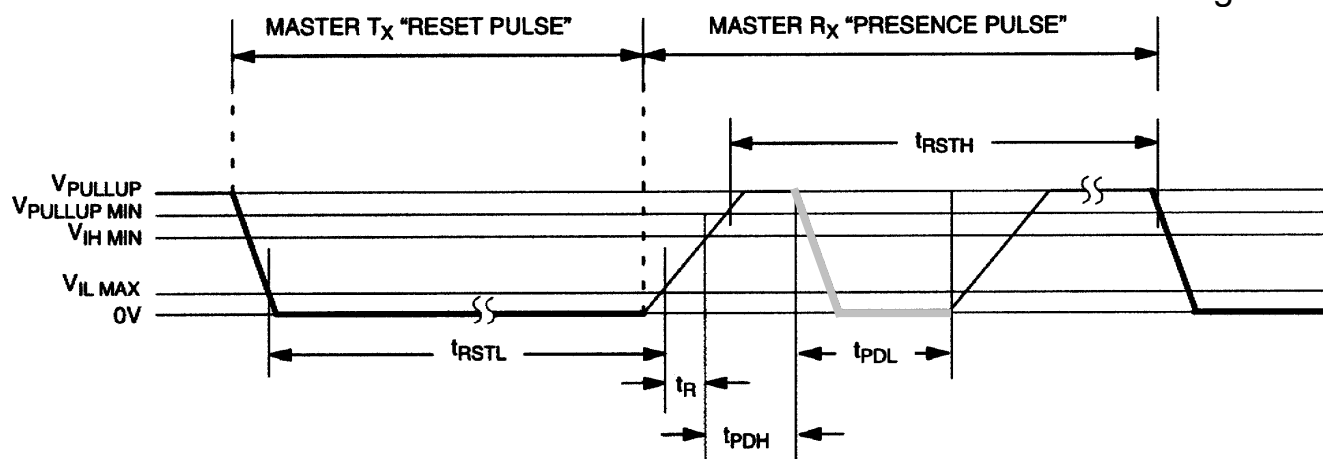 MASTER TX "RESET PULSE"
MASTER RX "PRESENCE PULSE"
tRSTH
VPULLUP
VPULLUP MIN
VIH MIN
VIL MAX
0V
tRSTL
tPDL
tR
tPDH